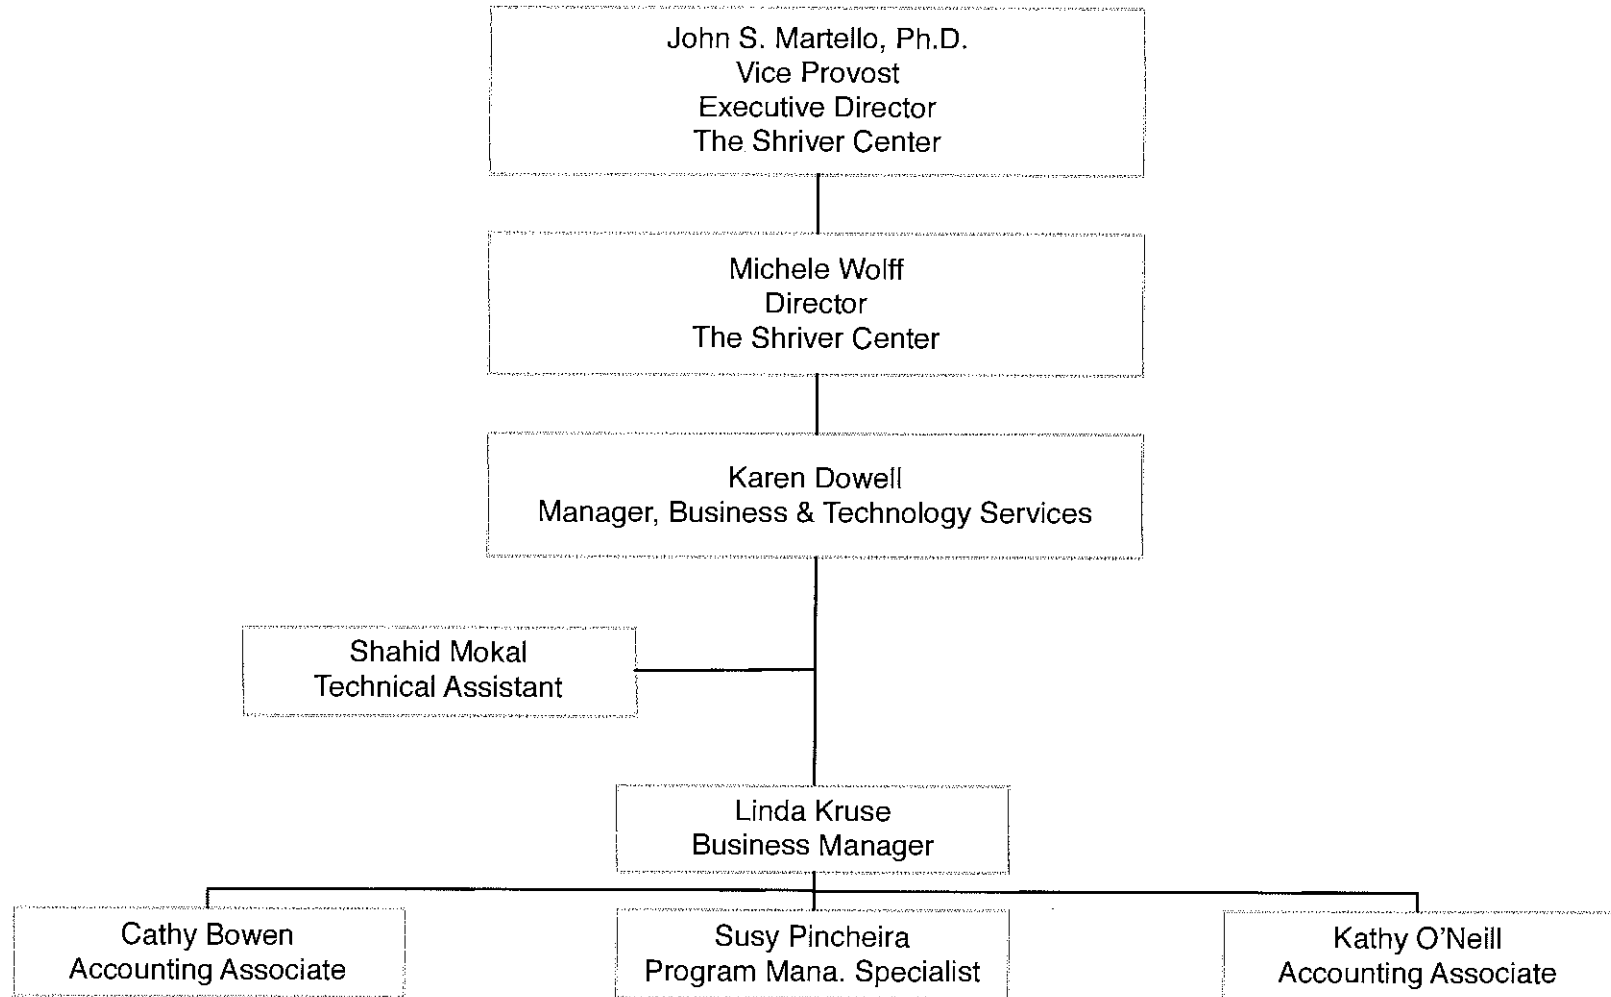 John S. Martello, Ph.D.
Vice Provost
Executive Director
The Shriver Center
Michele Wolff
Director
The Shriver Center
Karen Dowell
Manager, Business & Technology Services
Shahid Mokal
Technical Assistant
Linda Kruse
Business Manager
Cathy Bowen
Accounting Associate
Susy Pincheira
Program Mana. Specialist
Kathy O'Neill
Accounting Associate